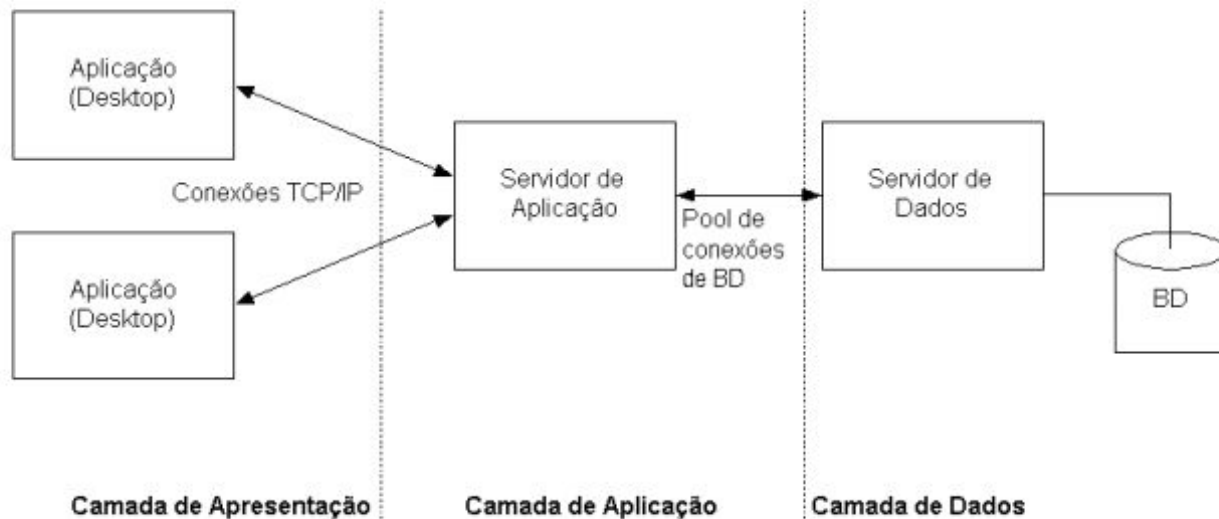 Aplicação
(Desktop)
Conexões TCP/IP
Aplicação
(Desktop)
Servidor de
Aplicação
Pool de
conexões
de BD
Servidor de
Dados
BD
Camada de Apresentação
Camada de Aplicação
Camada de Dados